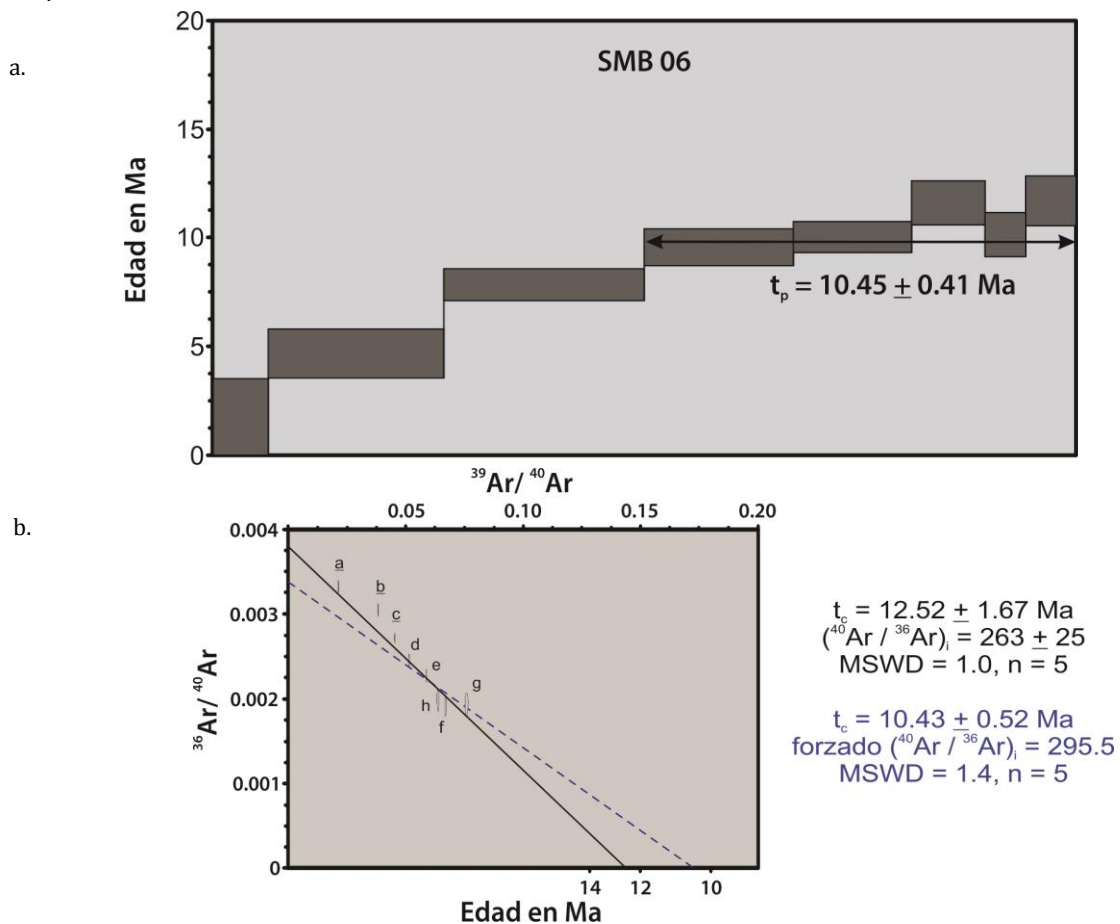 a.
SMB 06
20
15
10
5
0
Edad en Ma
tₚ = 10.45 ± 0.41 Ma
³⁹Ar/ ⁴⁰Ar
b.
0.05 0.10 0.15 0.20
0.004
0.003
0.002
0.001
0
³⁶Ar/ ⁴⁰Ar
a
b
c
d
e
g
h
f
14 12 10
Edad en Ma
t_c = 12.52 ± 1.67 Ma
(⁴⁰Ar / ³⁶Ar)ᵢ = 263 ± 25
MSWD = 1.0, n = 5
t_c = 10.43 ± 0.52 Ma
forzado (⁴⁰Ar / ³⁶Ar)ᵢ = 295.5
MSWD = 1.4, n = 5